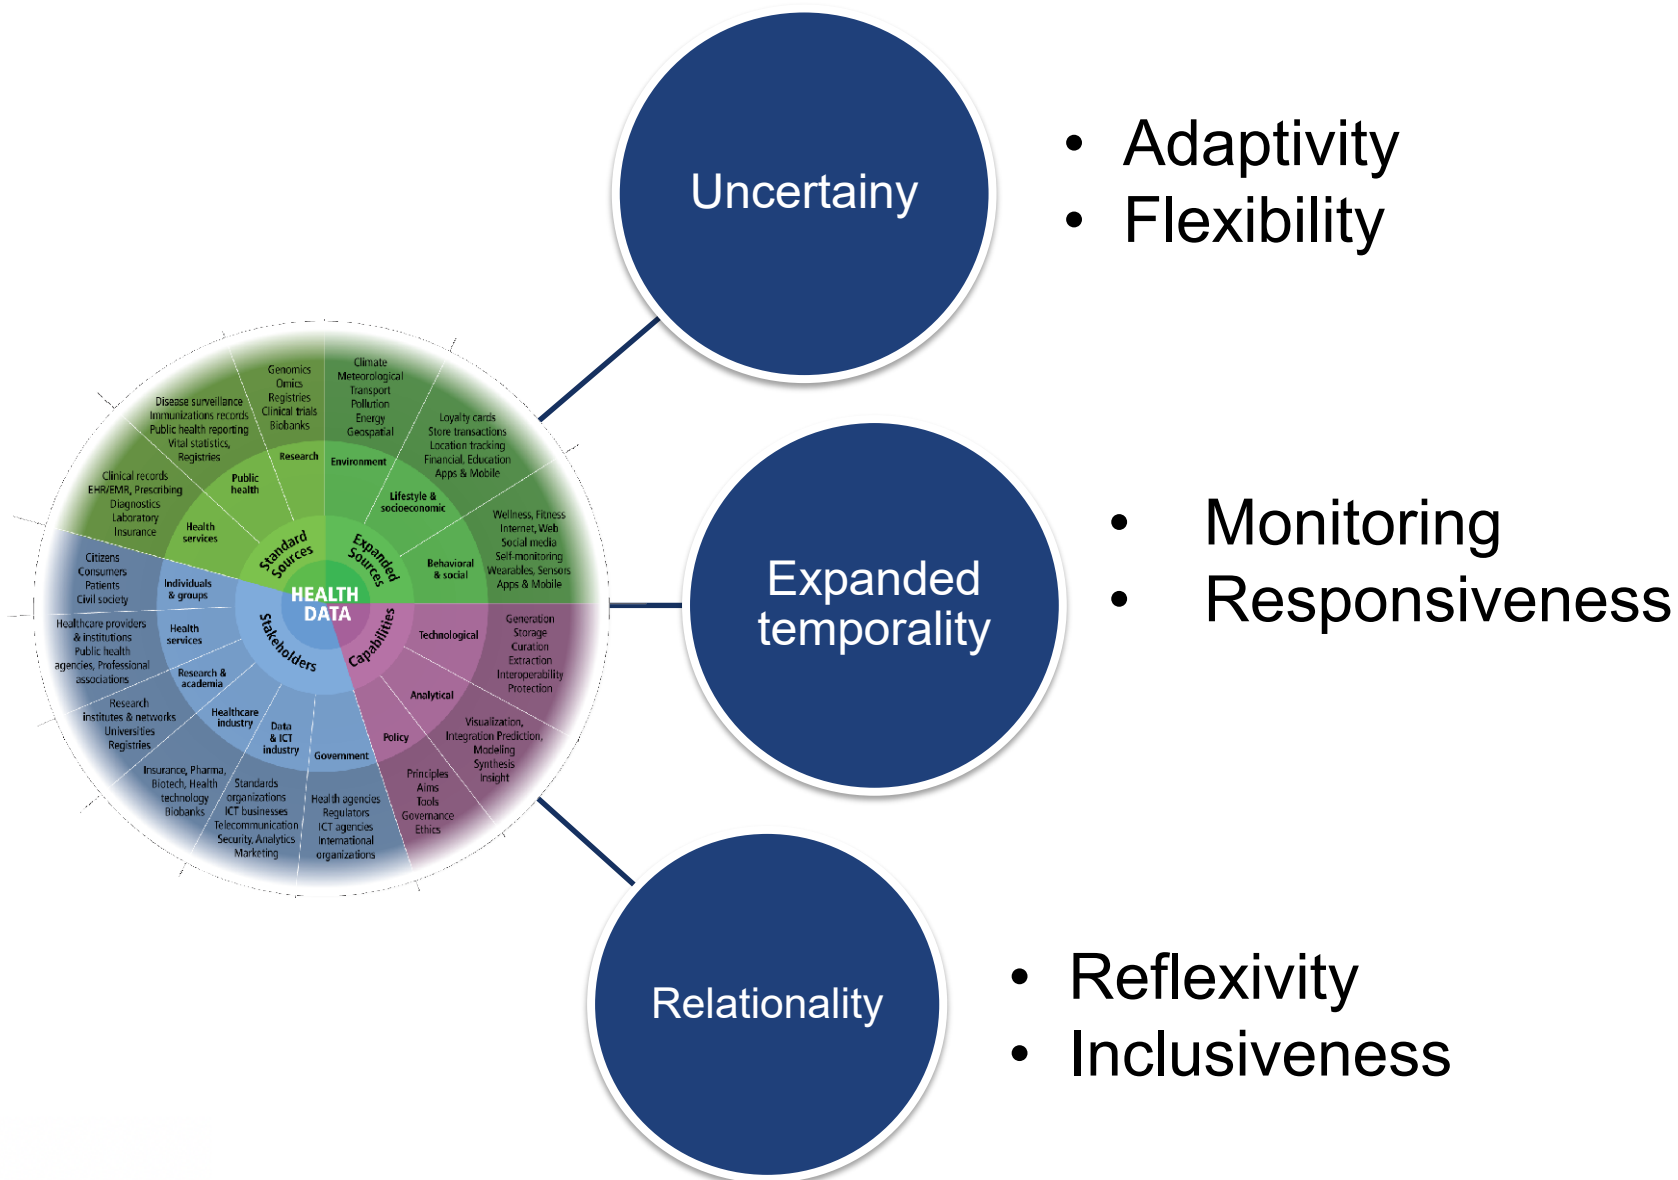 Uncertainy
• Adaptivity
• Flexibility
Expanded
temporality
• Monitoring
• Responsiveness
Relationality
• Reflexivity
• Inclusiveness
HEALTH
DATA
Standard
Sources
Health
services
Clinical records
EHR/EMR, Prescribing
Diagnostics
Laboratory
Insurance
Public
health
Disease surveillance
Immunizations records
Public health reporting
Vital statistics,
Registries
Research
Genomics
Omics
Registries
Clinical trials
Biobanks
Expanded
Sources
Environment
Climate
Meteorological
Transport
Pollution
Energy
Geospatial
Lifestyle &
socioeconomic
Loyalty cards
Store transactions
Location tracking
Financial, Education
Apps & Mobile
Behavioral
& social
Wellness, Fitness
Internet, Web
Social media
Self-monitoring
Wearables, Sensors
Apps & Mobile
Capabilities
Technological
Generation
Storage
Curation
Extraction
Interoperability
Protection
Analytical
Visualization,
Integration Prediction,
Modeling
Synthesis
Insight
Policy
Principles
Aims
Tools
Governance
Ethics
Stakeholders
Government
Health agencies
Regulators
ICT agencies
International
organizations
Data
& ICT
industry
Standards
organizations
ICT businesses
Telecommunication
Security, Analytics
Marketing
Healthcare
industry
Insurance, Pharma,
Biotech, Health
technology
Biobanks
Research &
academia
Research
institutes & networks
Universities
Registries
Health
services
Healthcare providers
& institutions
Public health
agencies, Professional
associations
Individuals
& groups
Citizens
Consumers
Patients
Civil society